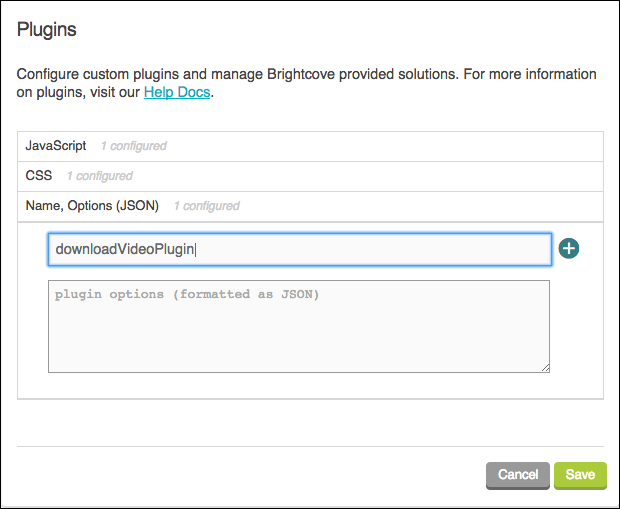 Plugins
Configure custom plugins and manage Brightcove provided solutions. For more information
on plugins, visit our Help Docs.
JavaScript 1 configured
CSS 1 configured
Name, Options (JSON) 1 configured
downloadVideoPlugin
plugin options (formatted as JSON)
Cancel Save